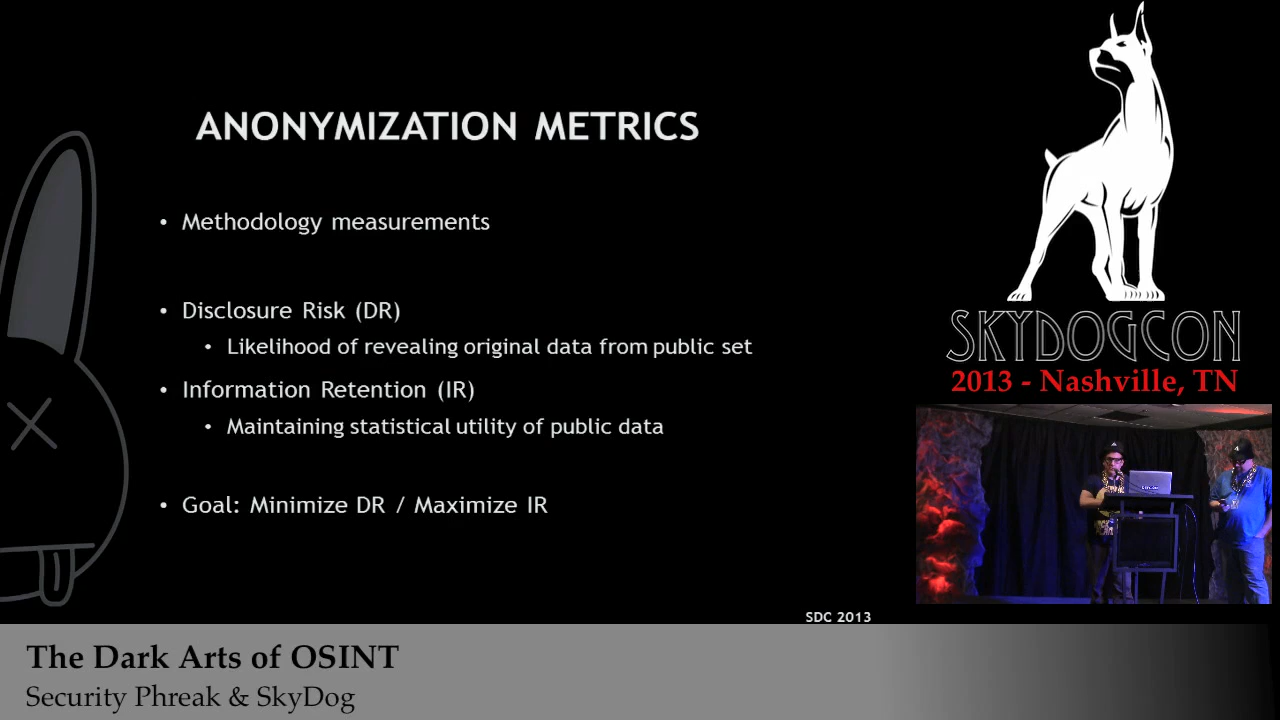 ANONYMIZATION METRICS
• Methodology measurements
• Disclosure Risk (DR)
• Likelihood of revealing original data from public set
• Information Retention (IR)
• Maintaining statistical utility of public data
• Goal: Minimize DR / Maximize IR
SDC 2013
SKYDOGCON
2013 - Nashville, TN
The Dark Arts of OSINT
Security Phreak & SkyDog